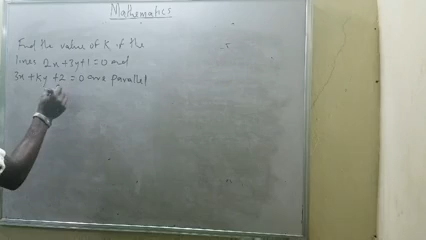 Mathematics
Find the value of K if the
lines 2x + 3y + 1 = 0 and
3x + ky + 2 = 0 are parallel